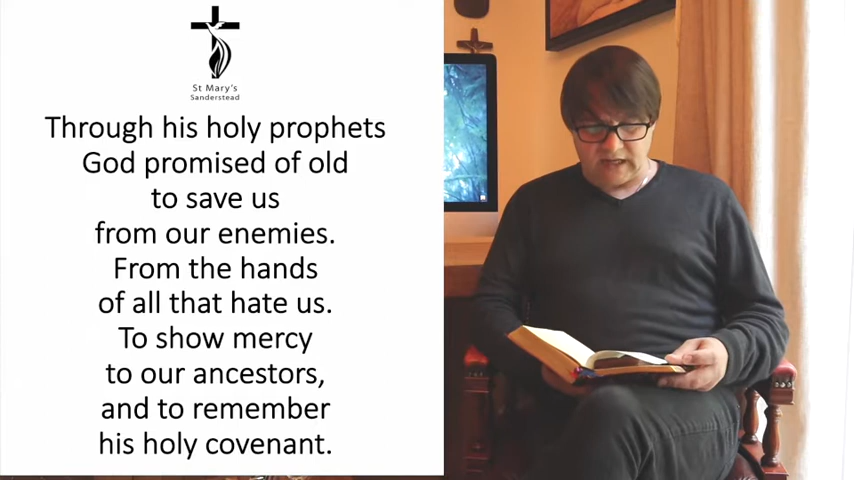 St Mary's
Sanderstead
Through his holy prophets
God promised of old
to save us
from our enemies.
From the hands
of all that hate us.
To show mercy
to our ancestors,
and to remember
his holy covenant.